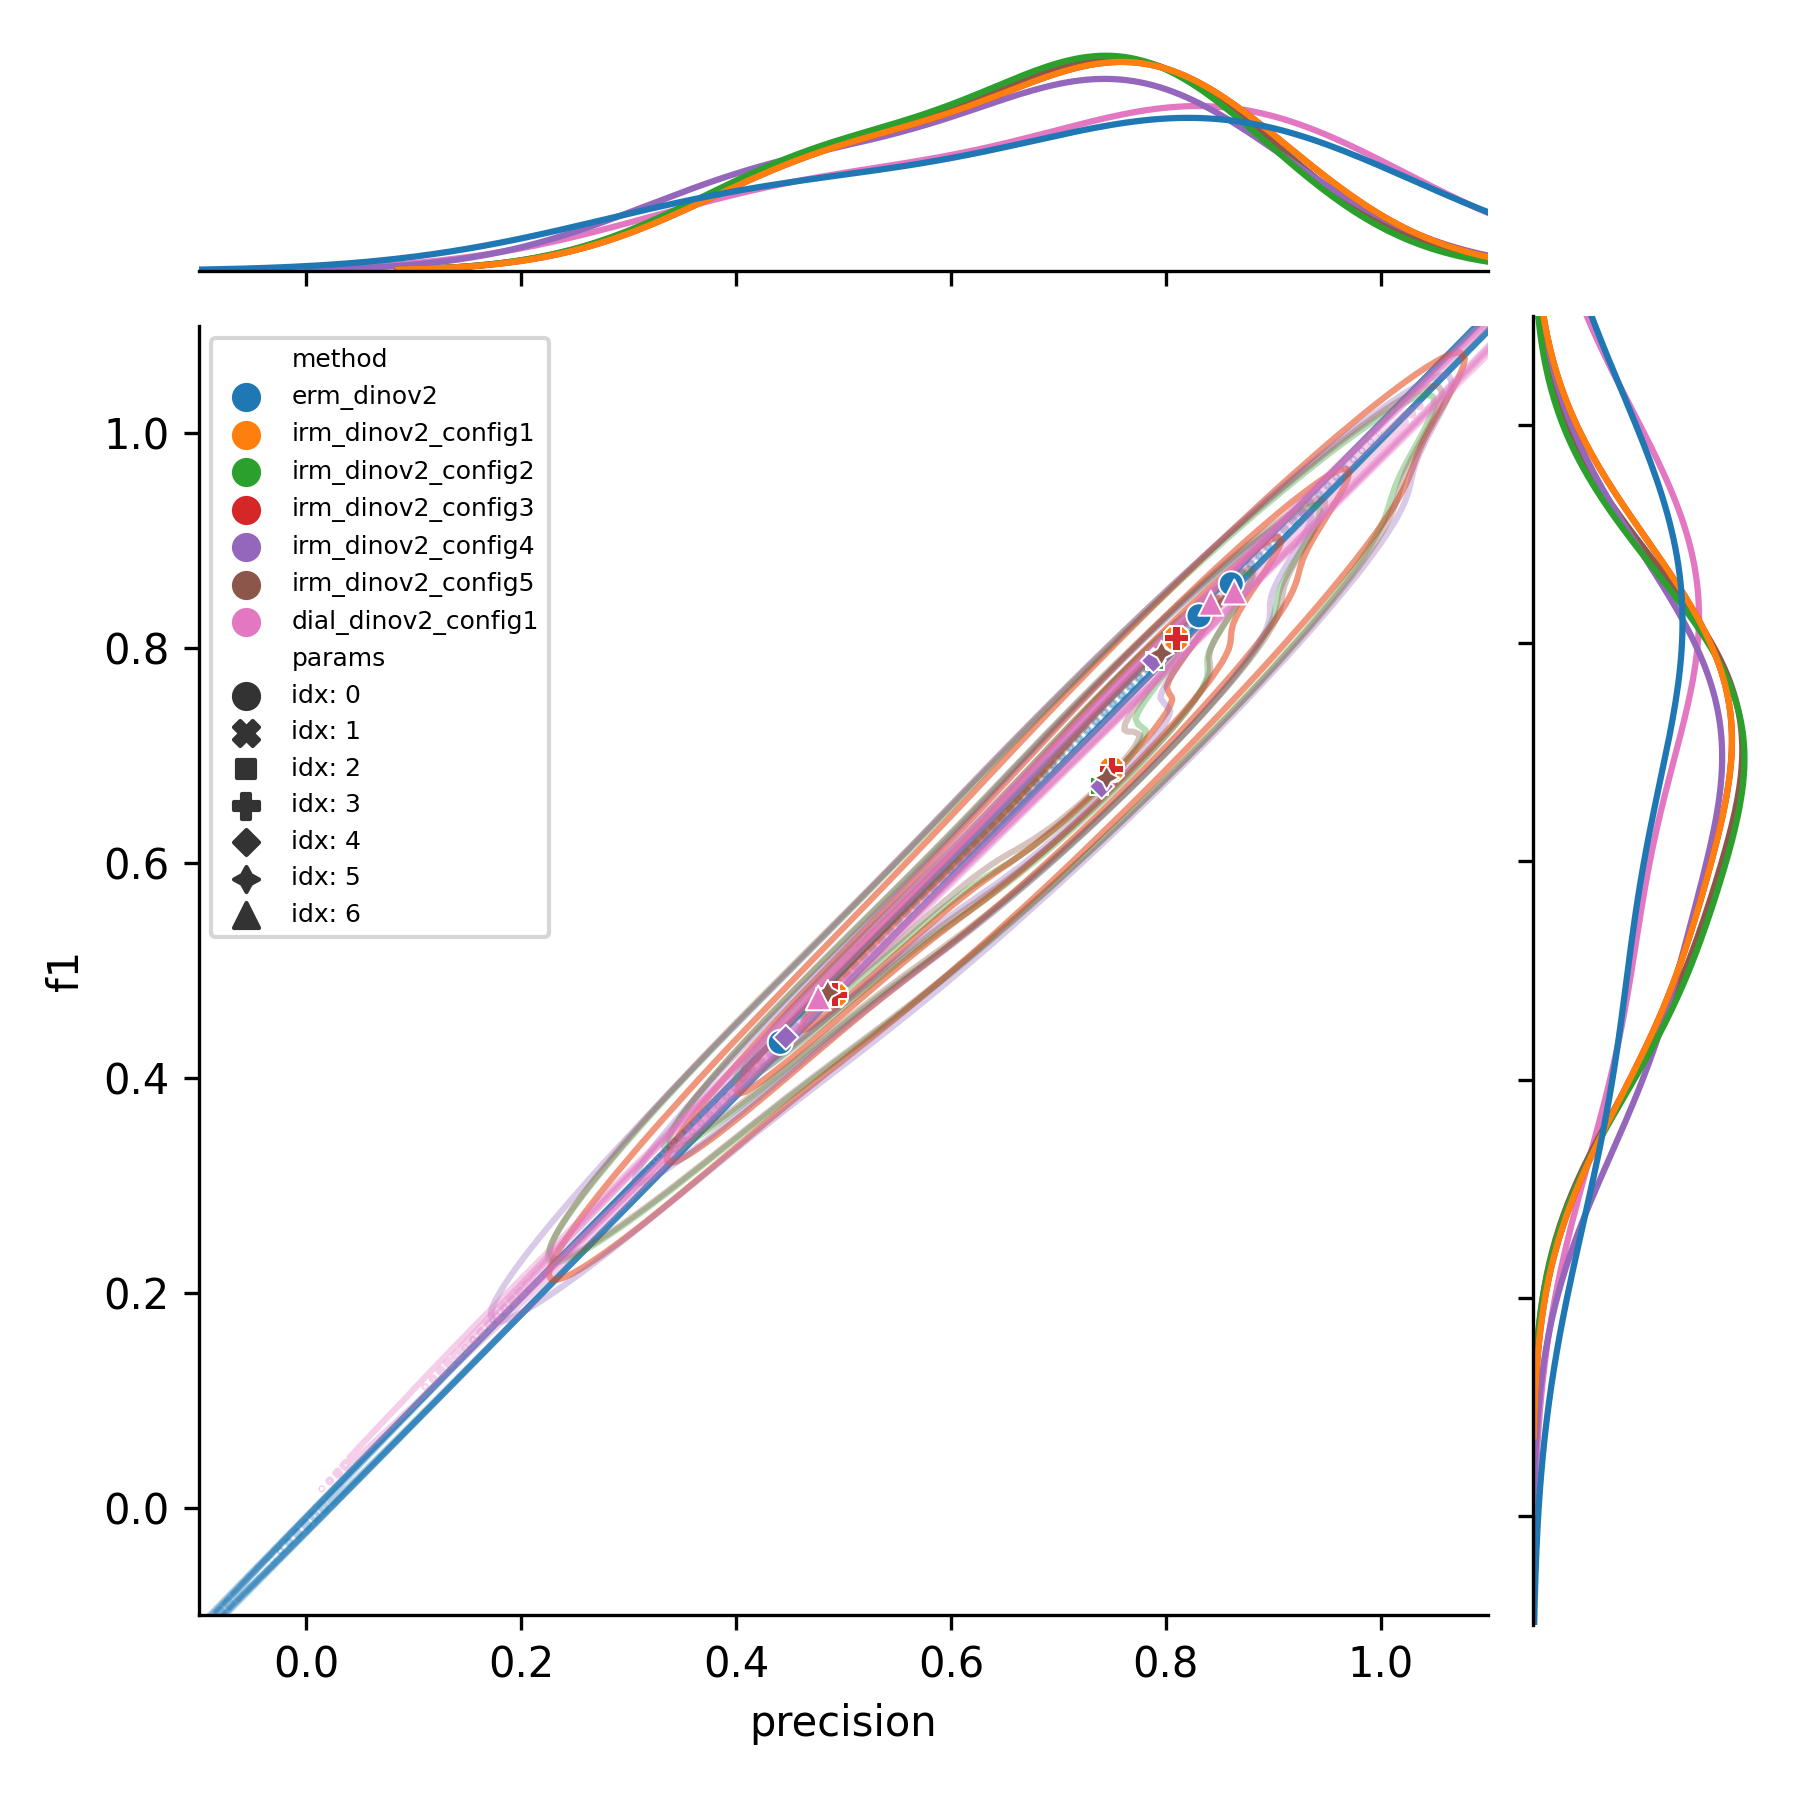 method
erm_dinov2
irm_dinov2_config1
irm_dinov2_config2
irm_dinov2_config3
irm_dinov2_config4
irm_dinov2_config5
dial_dinov2_config1
params
idx: 0
idx: 1
idx: 2
idx: 3
idx: 4
idx: 5
idx: 6
1.0
0.8
0.6
0.4
0.2
0.0
f1
0.0 0.2 0.4 0.6 0.8 1.0
precision